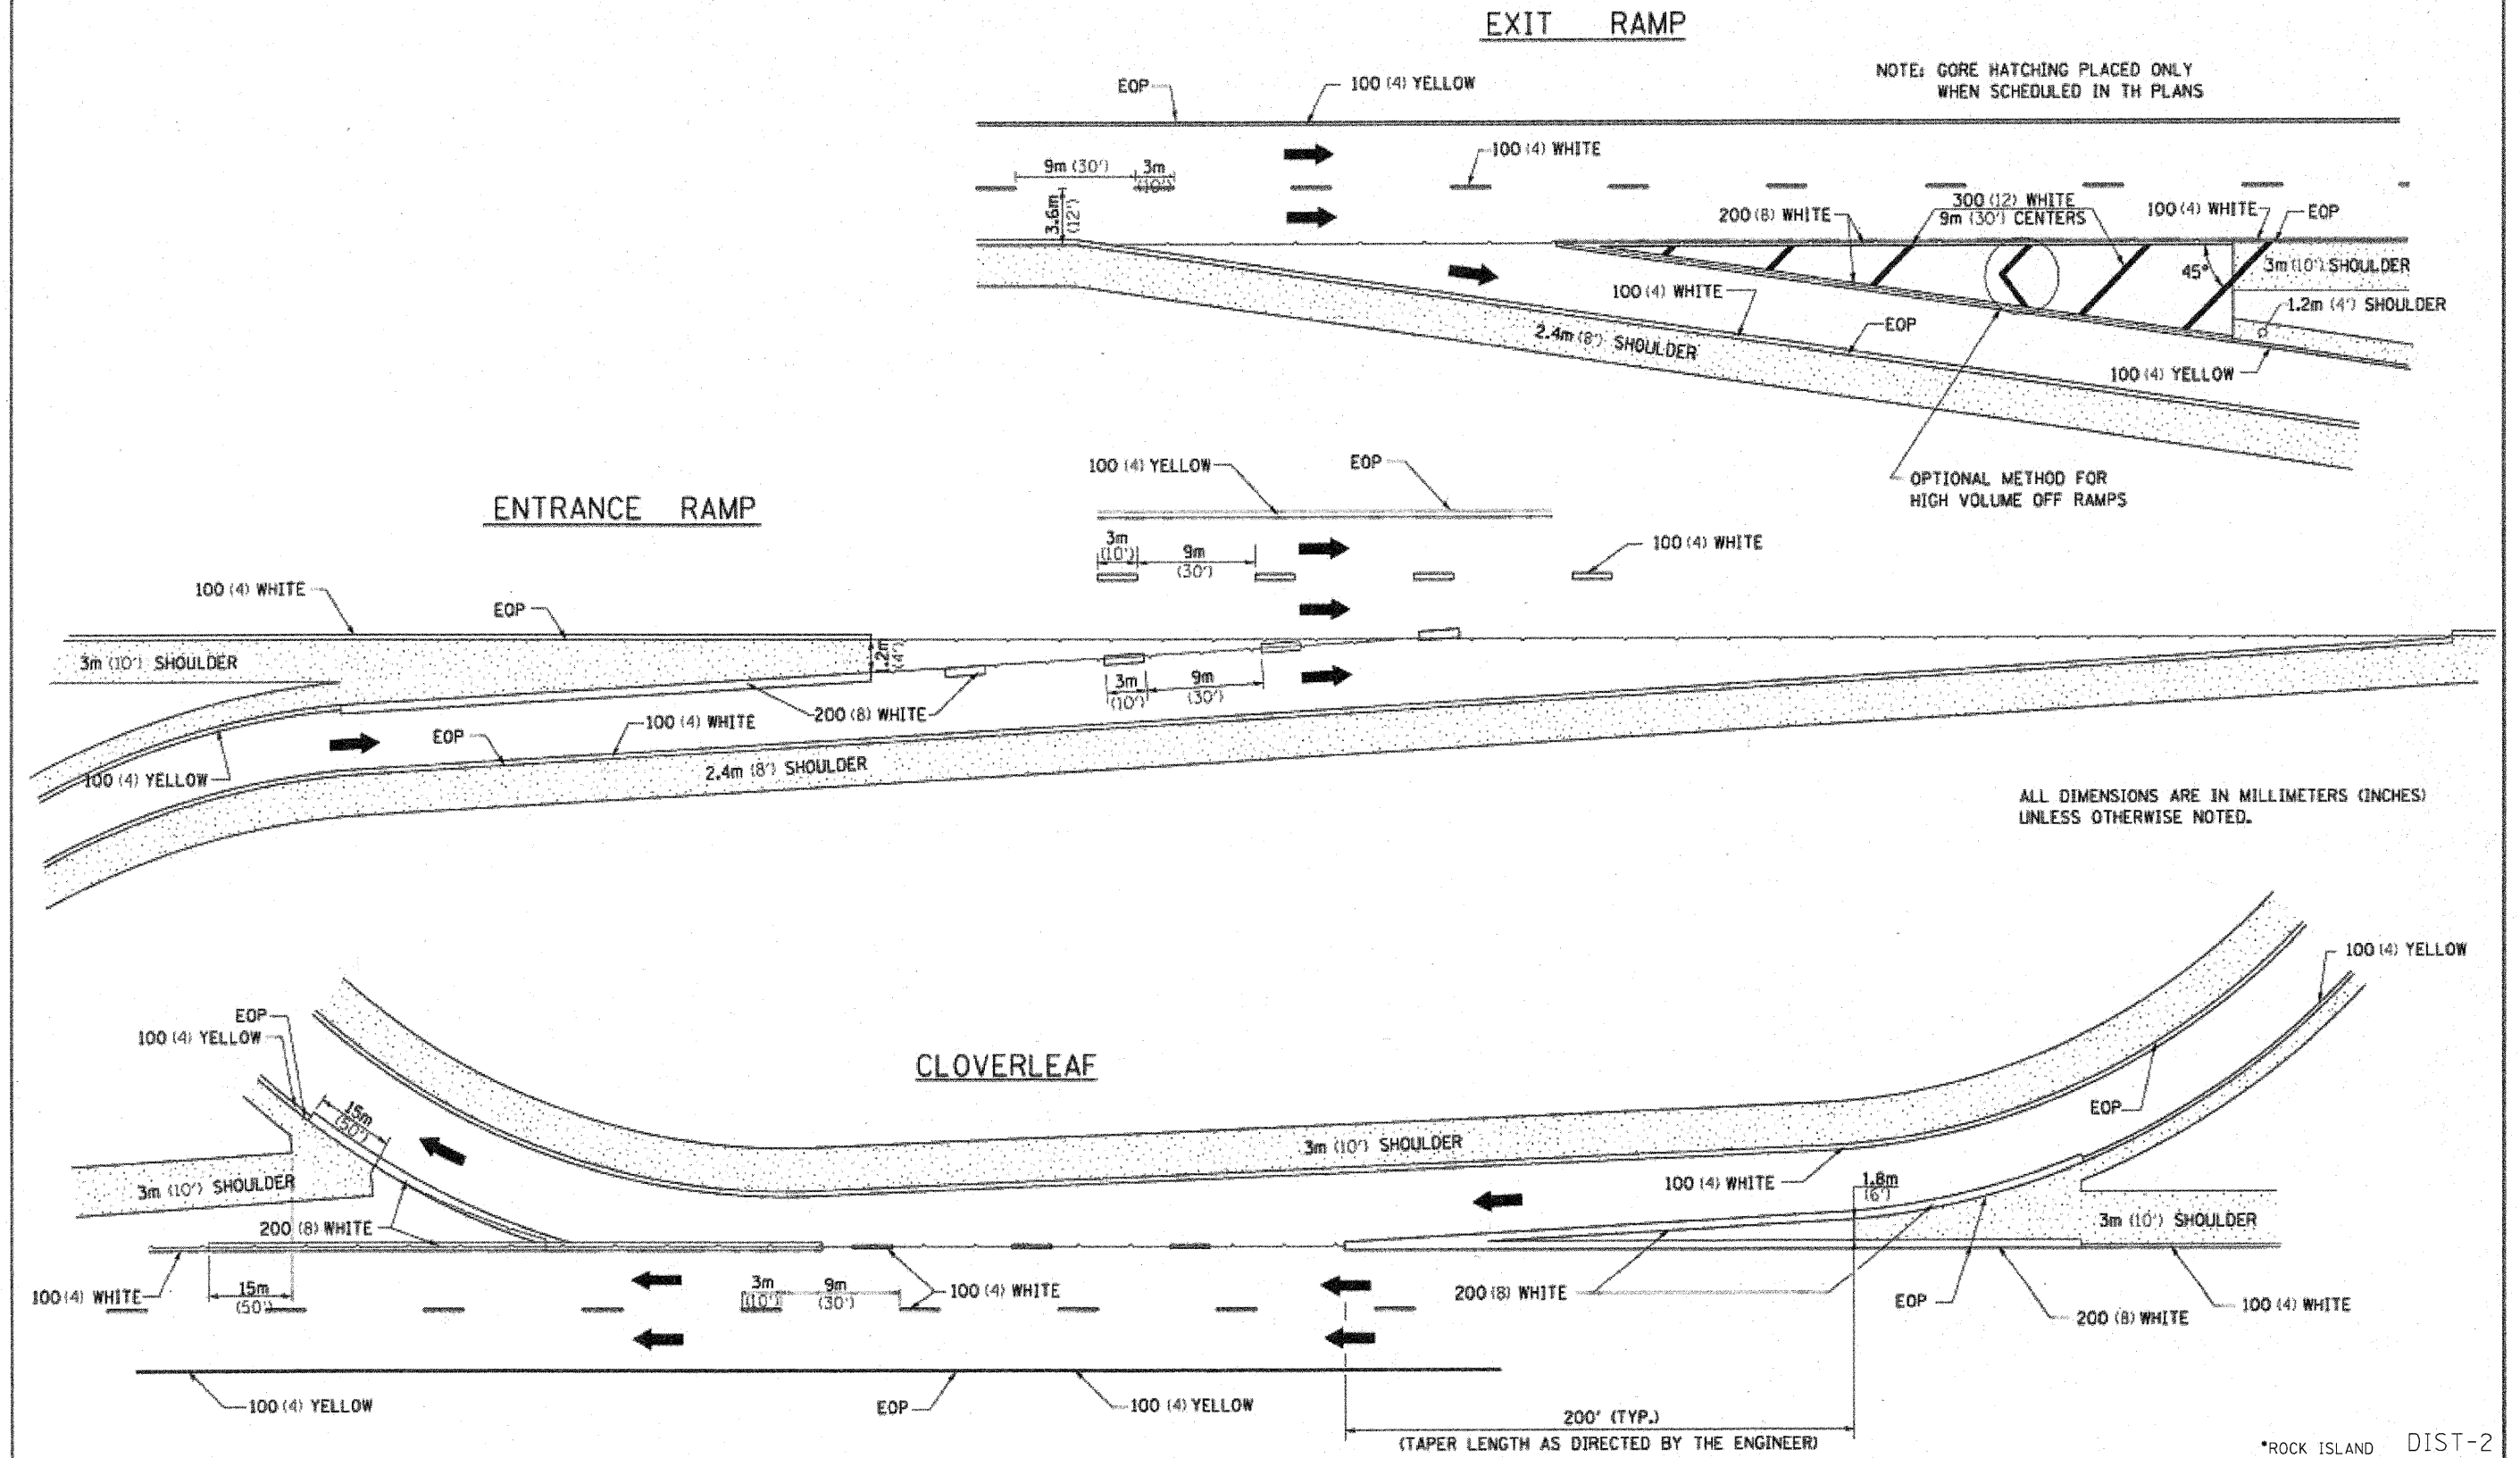 EXIT RAMP
NOTE: GORE HATCHING PLACED ONLY
WHEN SCHEDULED IN TH PLANS
EOP
100 (4) YELLOW
100 (4) WHITE
9m (30')
3m
(10')
3.6m
(12')
200 (8) WHITE
300 (12) WHITE
9m (30') CENTERS
100 (4) WHITE
EOP
45°
3m (10') SHOULDER
1.2m (4') SHOULDER
100 (4) WHITE
EOP
2.4m (8') SHOULDER
100 (4) YELLOW
OPTIONAL METHOD FOR
HIGH VOLUME OFF RAMPS
ENTRANCE RAMP
100 (4) YELLOW
EOP
3m
(10')
9m
(30')
100 (4) WHITE
100 (4) WHITE
EOP
3m (10') SHOULDER
.2m
(4')
3m
(10')
9m
(30')
200 (8) WHITE
100 (4) WHITE
EOP
100 (4) YELLOW
2.4m (8') SHOULDER
ALL DIMENSIONS ARE IN MILLIMETERS (INCHES)
UNLESS OTHERWISE NOTED.
CLOVERLEAF
100 (4) YELLOW
EOP
100 (4) YELLOW
15m
(50')
EOP
3m (10') SHOULDER
3m (10') SHOULDER
100 (4) WHITE
1.8m
(6')
200 (8) WHITE
3m (10') SHOULDER
100 (4) WHITE
15m
(50')
3m
(10')
9m
(30')
100 (4) WHITE
200 (8) WHITE
EOP
200 (8) WHITE
100 (4) WHITE
100 (4) YELLOW
EOP
100 (4) YELLOW
200' (TYP.)
(TAPER LENGTH AS DIRECTED BY THE ENGINEER)
*ROCK ISLAND DIST-2